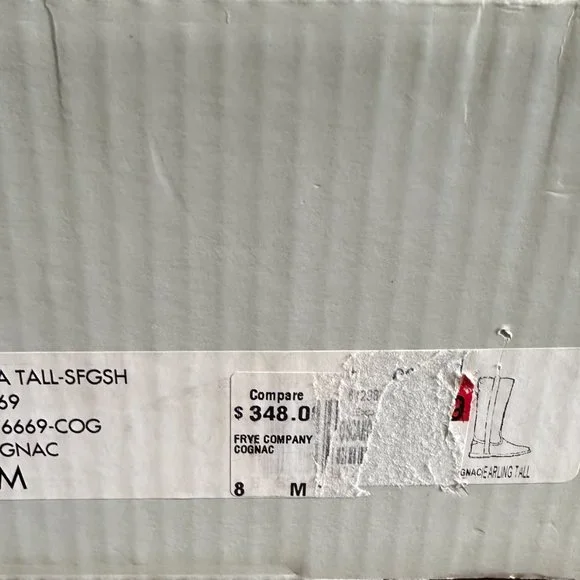 A TALL-SFGSH
69
6669-COG
GNAC
M
Compare
$ 348.0
FRYE COMPANY
COGNAC
8 M
GNAC
EARLING TALL